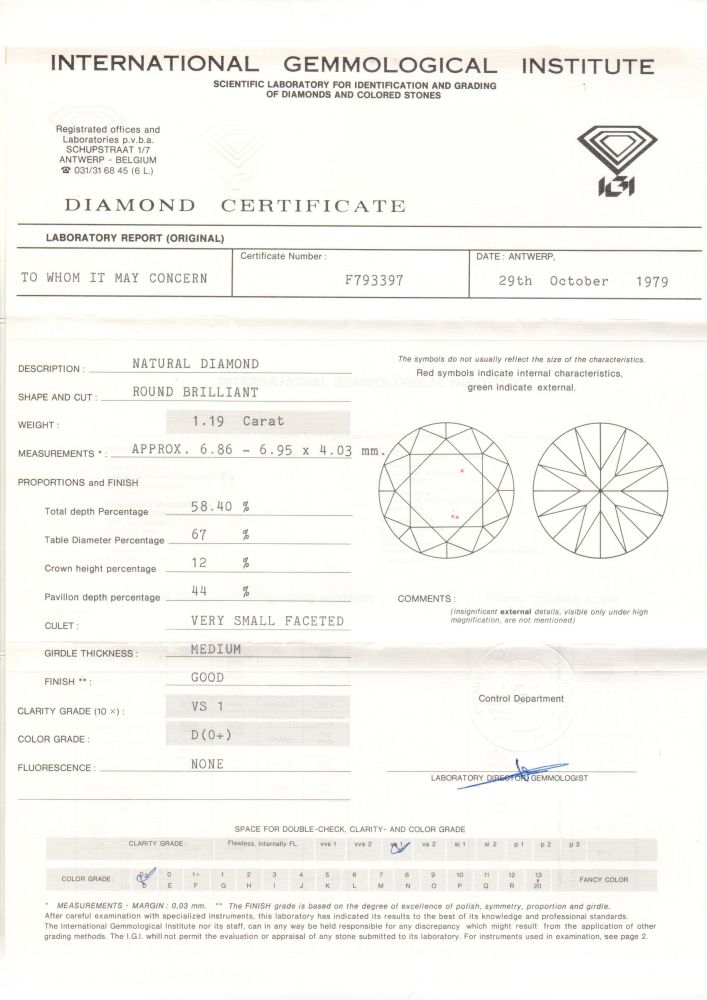 INTERNATIONAL GEMMOLOGICAL INSTITUTE
SCIENTIFIC LABORATORY FOR IDENTIFICATION AND GRADING
OF DIAMONDS AND COLORED STONES
Registered offices and
Laboratories p.v.b.a.
SCHUPSTRAAT 1/7
ANTWERP - BELGIUM
☎ 031/31 68 45 (6 L.)
IGI
DIAMOND CERTIFICATE
LABORATORY REPORT (ORIGINAL)
TO WHOM IT MAY CONCERN
Certificate Number :
F793397
DATE : ANTWERP,
29th October 1979
DESCRIPTION : NATURAL DIAMOND
SHAPE AND CUT : ROUND BRILLIANT
WEIGHT : 1.19 Carat
MEASUREMENTS * : APPROX. 6.86 - 6.95 x 4.03 mm.
PROPORTIONS and FINISH
Total depth Percentage 58.40 %
Table Diameter Percentage 67 %
Crown height percentage 12 %
Pavillon depth percentage 44 %
CULET : VERY SMALL FACETED
GIRDLE THICKNESS : MEDIUM
FINISH ** : GOOD
CLARITY GRADE (10 ×) : VS 1
COLOR GRADE : D(0+)
FLUORESCENCE : NONE
The symbols do not usually reflect the size of the characteristics.
Red symbols indicate internal characteristics,
green indicate external.
COMMENTS :
(insignificant external details, visible only under high
magnification, are not mentioned)
Control Department
LABORATORY DIRECTOR GEMMOLOGIST
SPACE FOR DOUBLE-CHECK, CLARITY- AND COLOR GRADE
CLARITY GRADE : Flawless, internally FL. vvs 1 vvs 2 vs 1 vs 2 si 1 si 2 p 1 p 2 p 3
COLOR GRADE : 0+ 0 1+ 1 2 3 4 5 6 7 8 9 10 11 12 13
D E F G H I J K L M N O P Q R 20 FANCY COLOR
* MEASUREMENTS - MARGIN : 0,03 mm. ** The FINISH grade is based on the degree of excellence of polish, symmetry, proportion and girdle.
After careful examination with specialized instruments, this laboratory has indicated its results to the best of its knowledge and professional standards.
The International Gemmological Institute nor its staff, can in any way be held responsible for any discrepancy which might result from the application of other
grading methods. The I.G.I. whill not permit the evaluation or appraisal of any stone submitted to its laboratory. For instruments used in examination, see page 2.